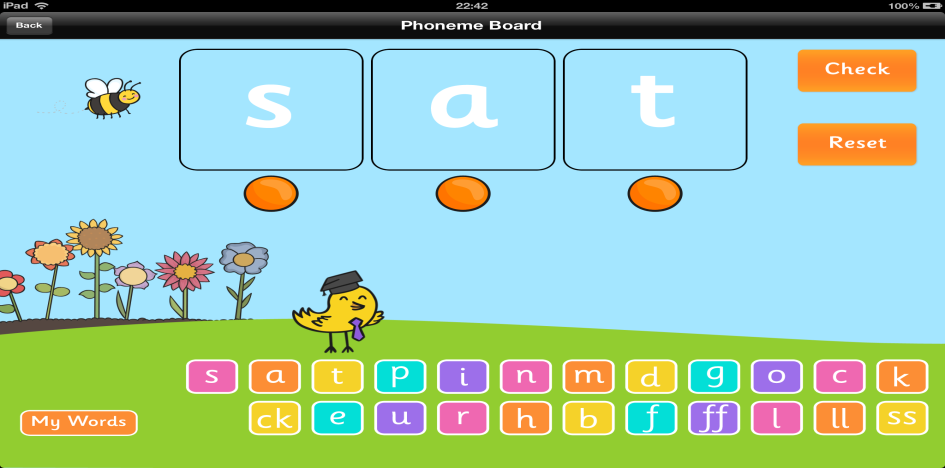 iPad 22:42 100%
Back Phoneme Board
s a t
Check
Reset
s a t p i n m d g o c k
ck e u r h b f ff l ll ss
My Words